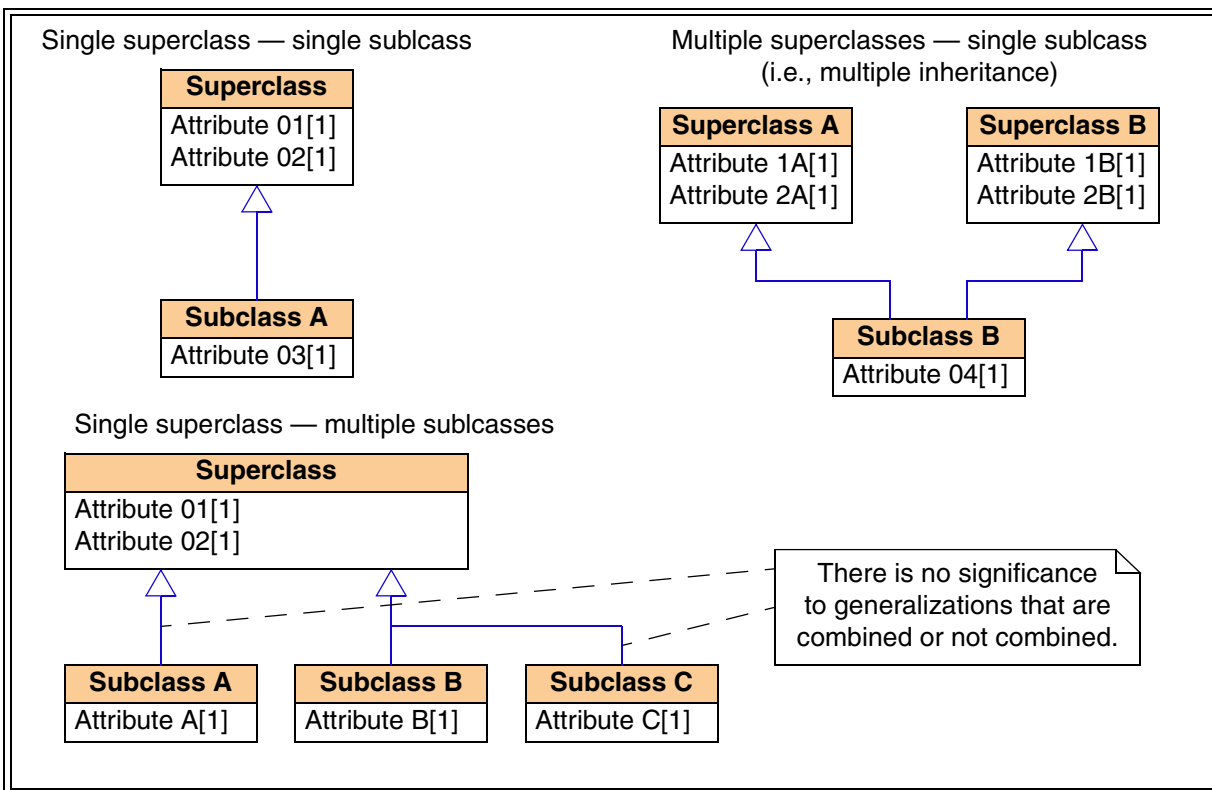 Single superclass — single sublcass
Superclass
Attribute 01[1]
Attribute 02[1]
Subclass A
Attribute 03[1]
Multiple superclasses — single sublcass
(i.e., multiple inheritance)
Superclass A
Attribute 1A[1]
Attribute 2A[1]
Superclass B
Attribute 1B[1]
Attribute 2B[1]
Subclass B
Attribute 04[1]
Single superclass — multiple sublcasses
Superclass
Attribute 01[1]
Attribute 02[1]
Subclass A
Attribute A[1]
Subclass B
Attribute B[1]
Subclass C
Attribute C[1]
There is no significance
to generalizations that are
combined or not combined.